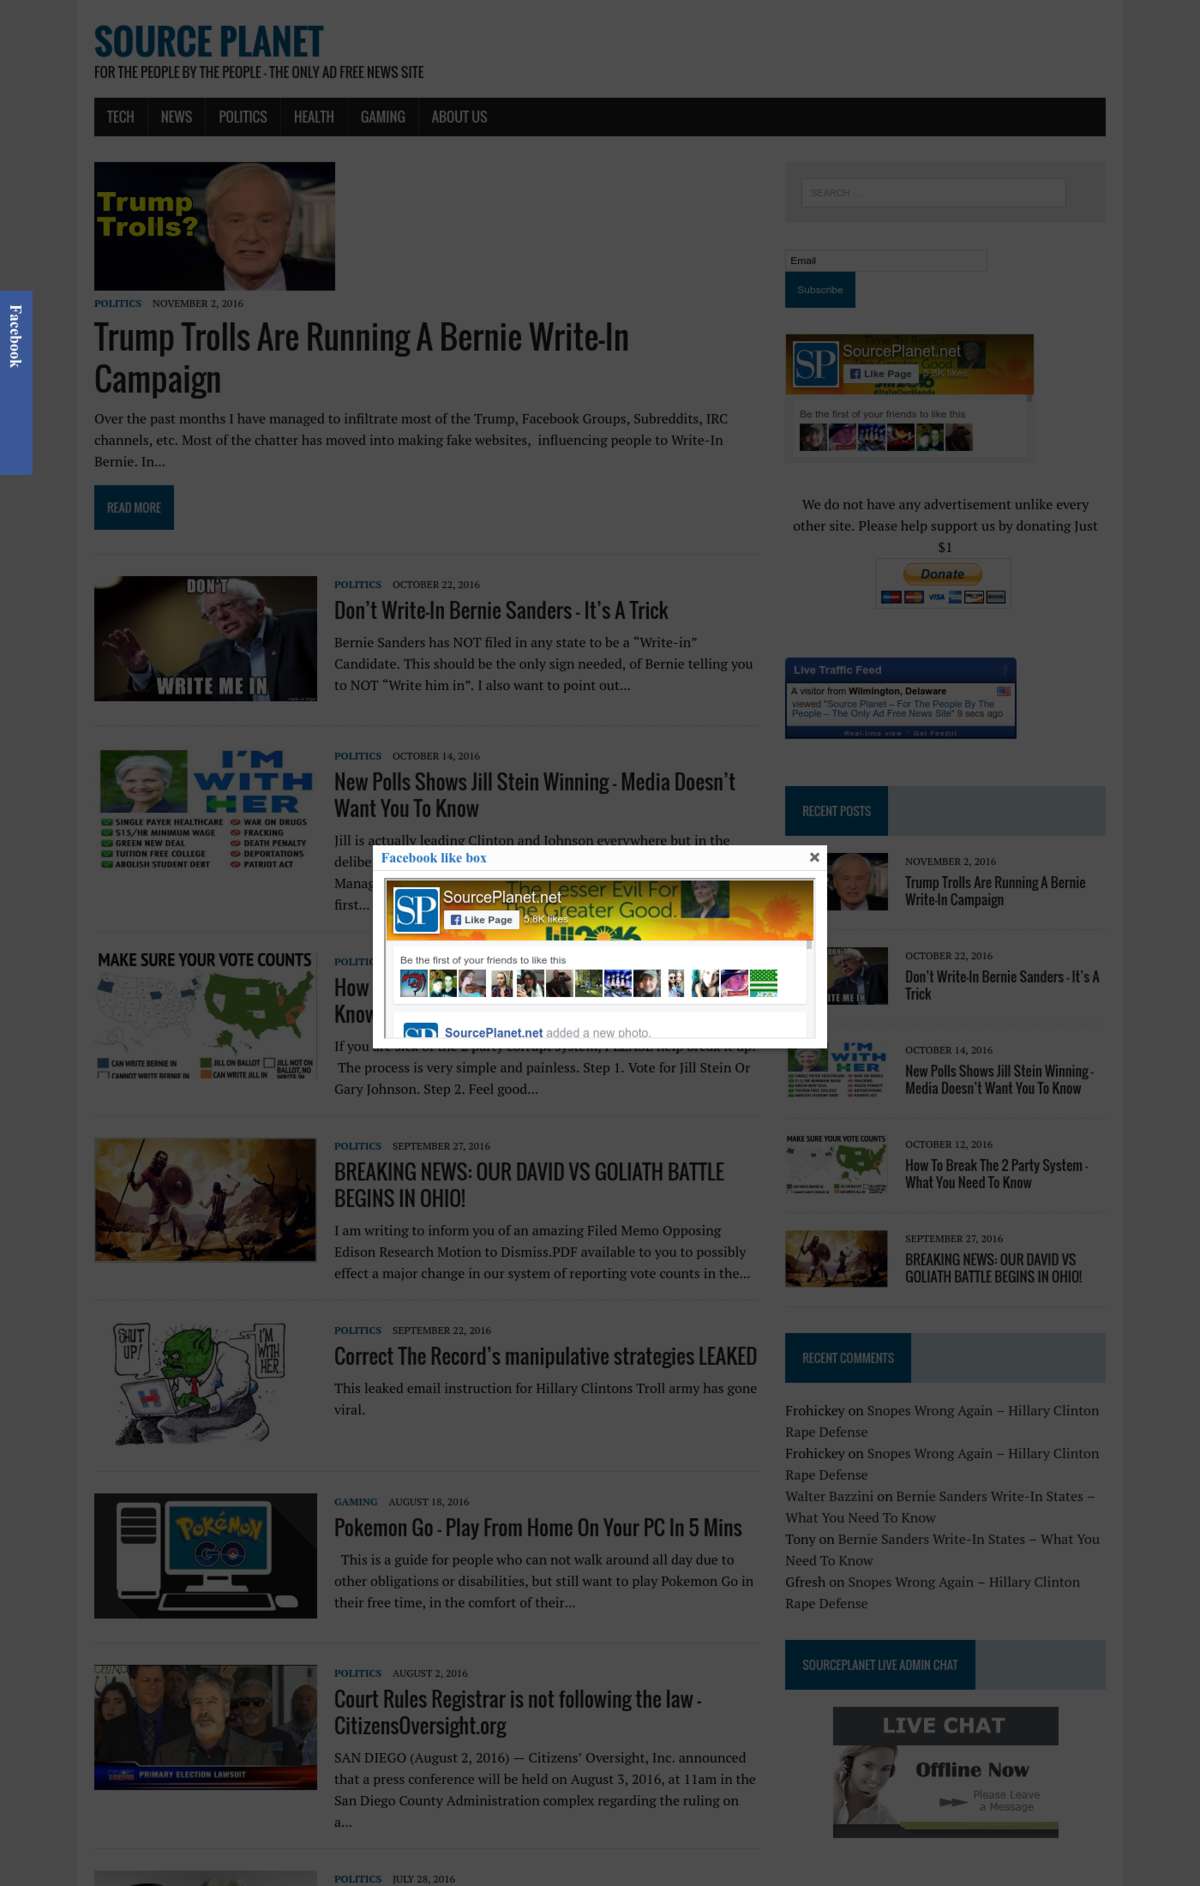 SOURCE PLANET
FOR THE PEOPLE BY THE PEOPLE - THE ONLY AD FREE NEWS SITE
TECH
NEWS
POLITICS
HEALTH
GAMING
ABOUT US
Facebook
Trump
Trolls?
POLITICS NOVEMBER 2, 2016
Trump Trolls Are Running A Bernie Write-In
Campaign
Over the past months I have managed to infiltrate most of the Trump, Facebook Groups, Subreddits, IRC
channels, etc. Most of the chatter has moved into making fake websites, influencing people to Write-In
Bernie. In...
READ MORE
DON'T
WRITE ME IN
POLITICS OCTOBER 22, 2016
Don’t Write-In Bernie Sanders - It’s A Trick
Bernie Sanders has NOT filed in any state to be a “Write-in”
Candidate. This should be the only sign needed, of Bernie telling you
to NOT “Write him in”. I also want to point out...
I'M
WITH
HER
SINGLE PAYER HEALTHCARE
$15/HR MINIMUM WAGE
GREEN NEW DEAL
TUITION FREE COLLEGE
ABOLISH STUDENT DEBT
WAR ON DRUGS
FRACKING
DEATH PENALTY
DEPORTATIONS
PATRIOT ACT
POLITICS OCTOBER 14, 2016
New Polls Shows Jill Stein Winning - Media Doesn’t
Want You To Know
Jill is actually leading Clinton and Johnson everywhere but in the
delibe
Manag
first...
MAKE SURE YOUR VOTE COUNTS
CAN WRITE BERNIE IN
CANNOT WRITE BERNIE IN
JILL ON BALLOT
CAN WRITE JILL IN
JILL NOT ON
BALLOT, NO
How
Know
If you are sick of the 2 party corrupt system, PLEASE help break it up!
The process is very simple and painless. Step 1. Vote for Jill Stein Or
Gary Johnson. Step 2. Feel good...
Facebook like box
The Lesser Evil For
The Greater Good.
Jill2016
SP
SourcePlanet.net
Like Page
5.8K likes
Be the first of your friends to like this
SourcePlanet.net added a new photo.
POLITICS SEPTEMBER 27, 2016
BREAKING NEWS: OUR DAVID VS GOLIATH BATTLE
BEGINS IN OHIO!
I am writing to inform you of an amazing Filed Memo Opposing
Edison Research Motion to Dismiss.PDF available to you to possibly
effect a major change in our system of reporting vote counts in the...
SHUT
UP!
I'M
WITH
HER.
POLITICS SEPTEMBER 22, 2016
Correct The Record’s manipulative strategies LEAKED
This leaked email instruction for Hillary Clintons Troll army has gone
viral.
POKéMON
GO
GAMING AUGUST 18, 2016
Pokemon Go - Play From Home On Your PC In 5 Mins
This is a guide for people who can not walk around all day due to
other obligations or disabilities, but still want to play Pokemon Go in
their free time, in the comfort of their...
PRIMARY ELECTION LAWSUIT
POLITICS AUGUST 2, 2016
Court Rules Registrar is not following the law -
CitizensOversight.org
SAN DIEGO (August 2, 2016) — Citizens’ Oversight, Inc. announced
that a press conference will be held on August 3, 2016, at 11am in the
San Diego County Administration complex regarding the ruling on
a...
POLITICS JULY 28, 2016
SEARCH ...
Email
Subscribe
SP
SourcePlanet.net
Like Page
5.8K likes
Be the first of your friends to like this
We do not have any advertisement unlike every
other site. Please help support us by donating Just
$1
Donate
VISA
Live Traffic Feed
A visitor from Wilmington, Delaware
viewed "Source Planet – For The People By The
People – The Only Ad Free News Site" 9 secs ago
Real-time view · Get Feedjit
RECENT POSTS
NOVEMBER 2, 2016
Trump Trolls Are Running A Bernie
Write-In Campaign
OCTOBER 22, 2016
Don’t Write-In Bernie Sanders - It’s A
Trick
OCTOBER 14, 2016
New Polls Shows Jill Stein Winning -
Media Doesn’t Want You To Know
MAKE SURE YOUR VOTE COUNTS
OCTOBER 12, 2016
How To Break The 2 Party System -
What You Need To Know
SEPTEMBER 27, 2016
BREAKING NEWS: OUR DAVID VS
GOLIATH BATTLE BEGINS IN OHIO!
RECENT COMMENTS
Frohickey on Snopes Wrong Again – Hillary Clinton
Rape Defense
Frohickey on Snopes Wrong Again – Hillary Clinton
Rape Defense
Walter Bazzini on Bernie Sanders Write-In States –
What You Need To Know
Tony on Bernie Sanders Write-In States – What You
Need To Know
Gfresh on Snopes Wrong Again – Hillary Clinton
Rape Defense
SOURCEPLANET LIVE ADMIN CHAT
LIVE CHAT
Offline Now
Please Leave
a Message